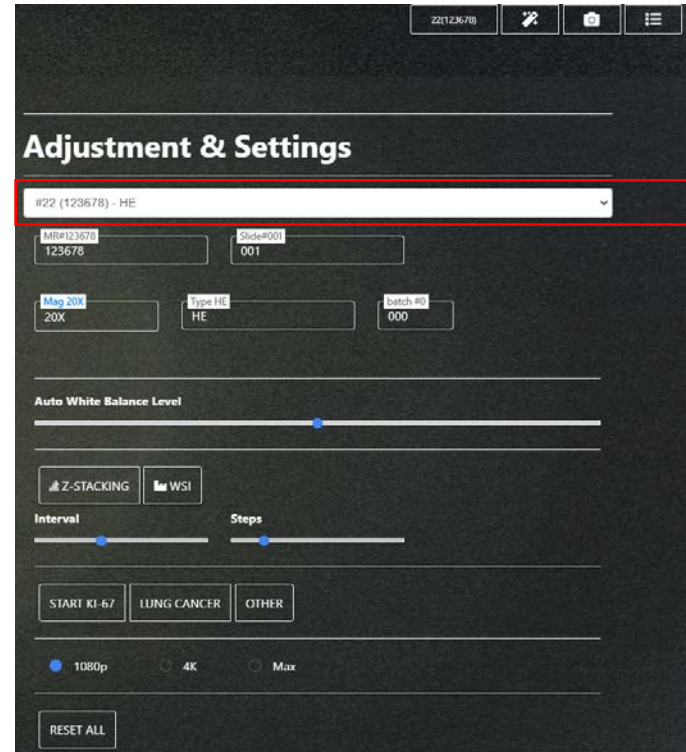 22(123678)
Adjustment & Settings
#22 (123678) - HE
MR#123678 Slide#001
123678 001
Mag 20X Type HE batch #0
20X HE 000
Auto White Balance Level
Z-STACKING WSI
Interval Steps
START KI-67 LUNG CANCER OTHER
1080p 4K Max
RESET ALL